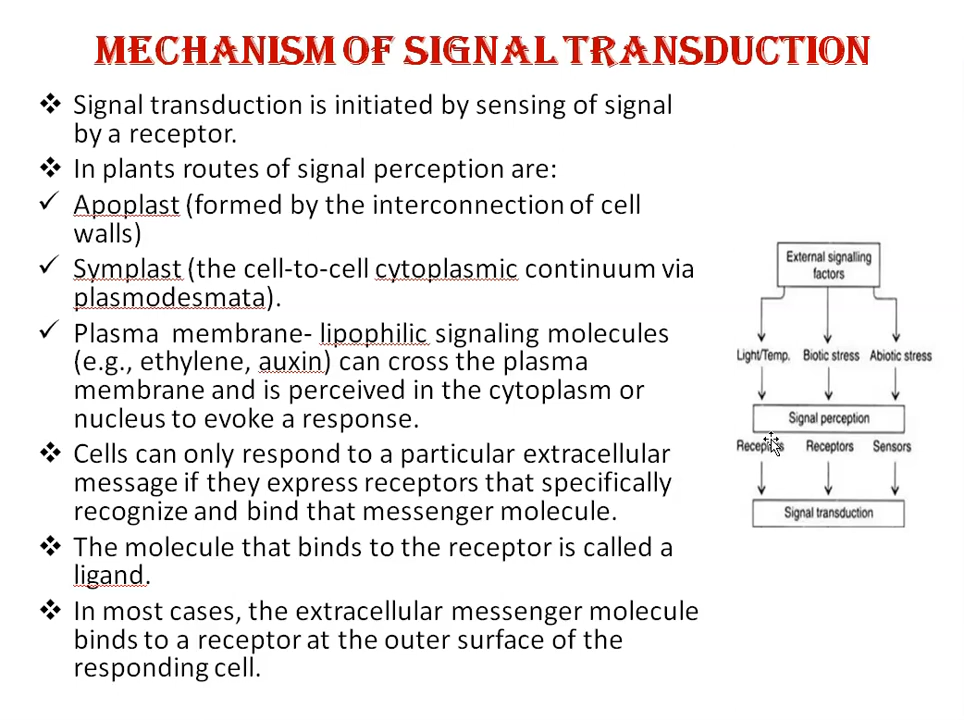 MECHANISM OF SIGNAL TRANSDUCTION
❖ Signal transduction is initiated by sensing of signal
by a receptor.
❖ In plants routes of signal perception are:
✓ Apoplast (formed by the interconnection of cell
walls)
✓ Symplast (the cell-to-cell cytoplasmic continuum via
plasmodesmata).
✓ Plasma membrane- lipophilic signaling molecules
(e.g., ethylene, auxin) can cross the plasma
membrane and is perceived in the cytoplasm or
nucleus to evoke a response.
❖ Cells can only respond to a particular extracellular
message if they express receptors that specifically
recognize and bind that messenger molecule.
❖ The molecule that binds to the receptor is called a
ligand.
❖ In most cases, the extracellular messenger molecule
binds to a receptor at the outer surface of the
responding cell.
External signalling
factors
Light/Temp. Biotic stress Abiotic stress
Signal perception
Receptors Receptors Sensors
Signal transduction